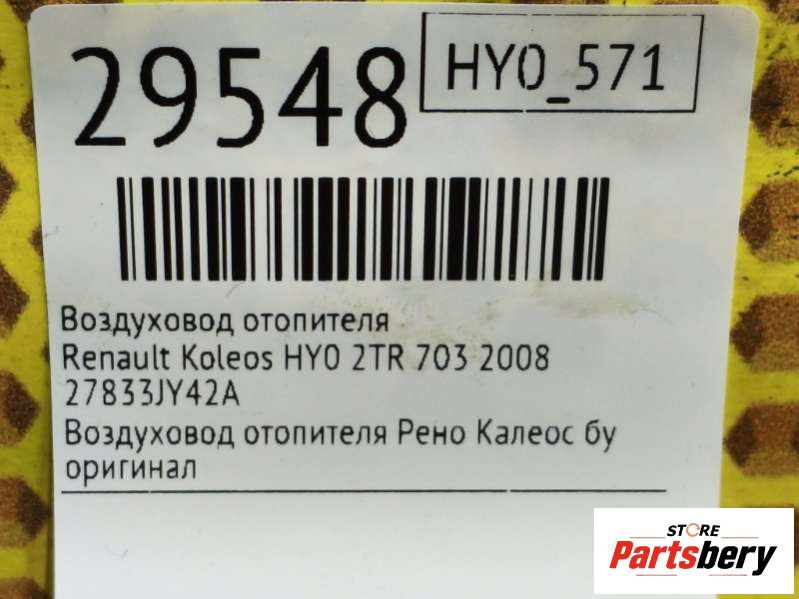 29548
HY0_571
Воздуховод отопителя
Renault Koleos HY0 2TR 703 2008
27833JY42A
Воздуховод отопителя Рено Калеос бу
оригинал
STORE
Partsbery